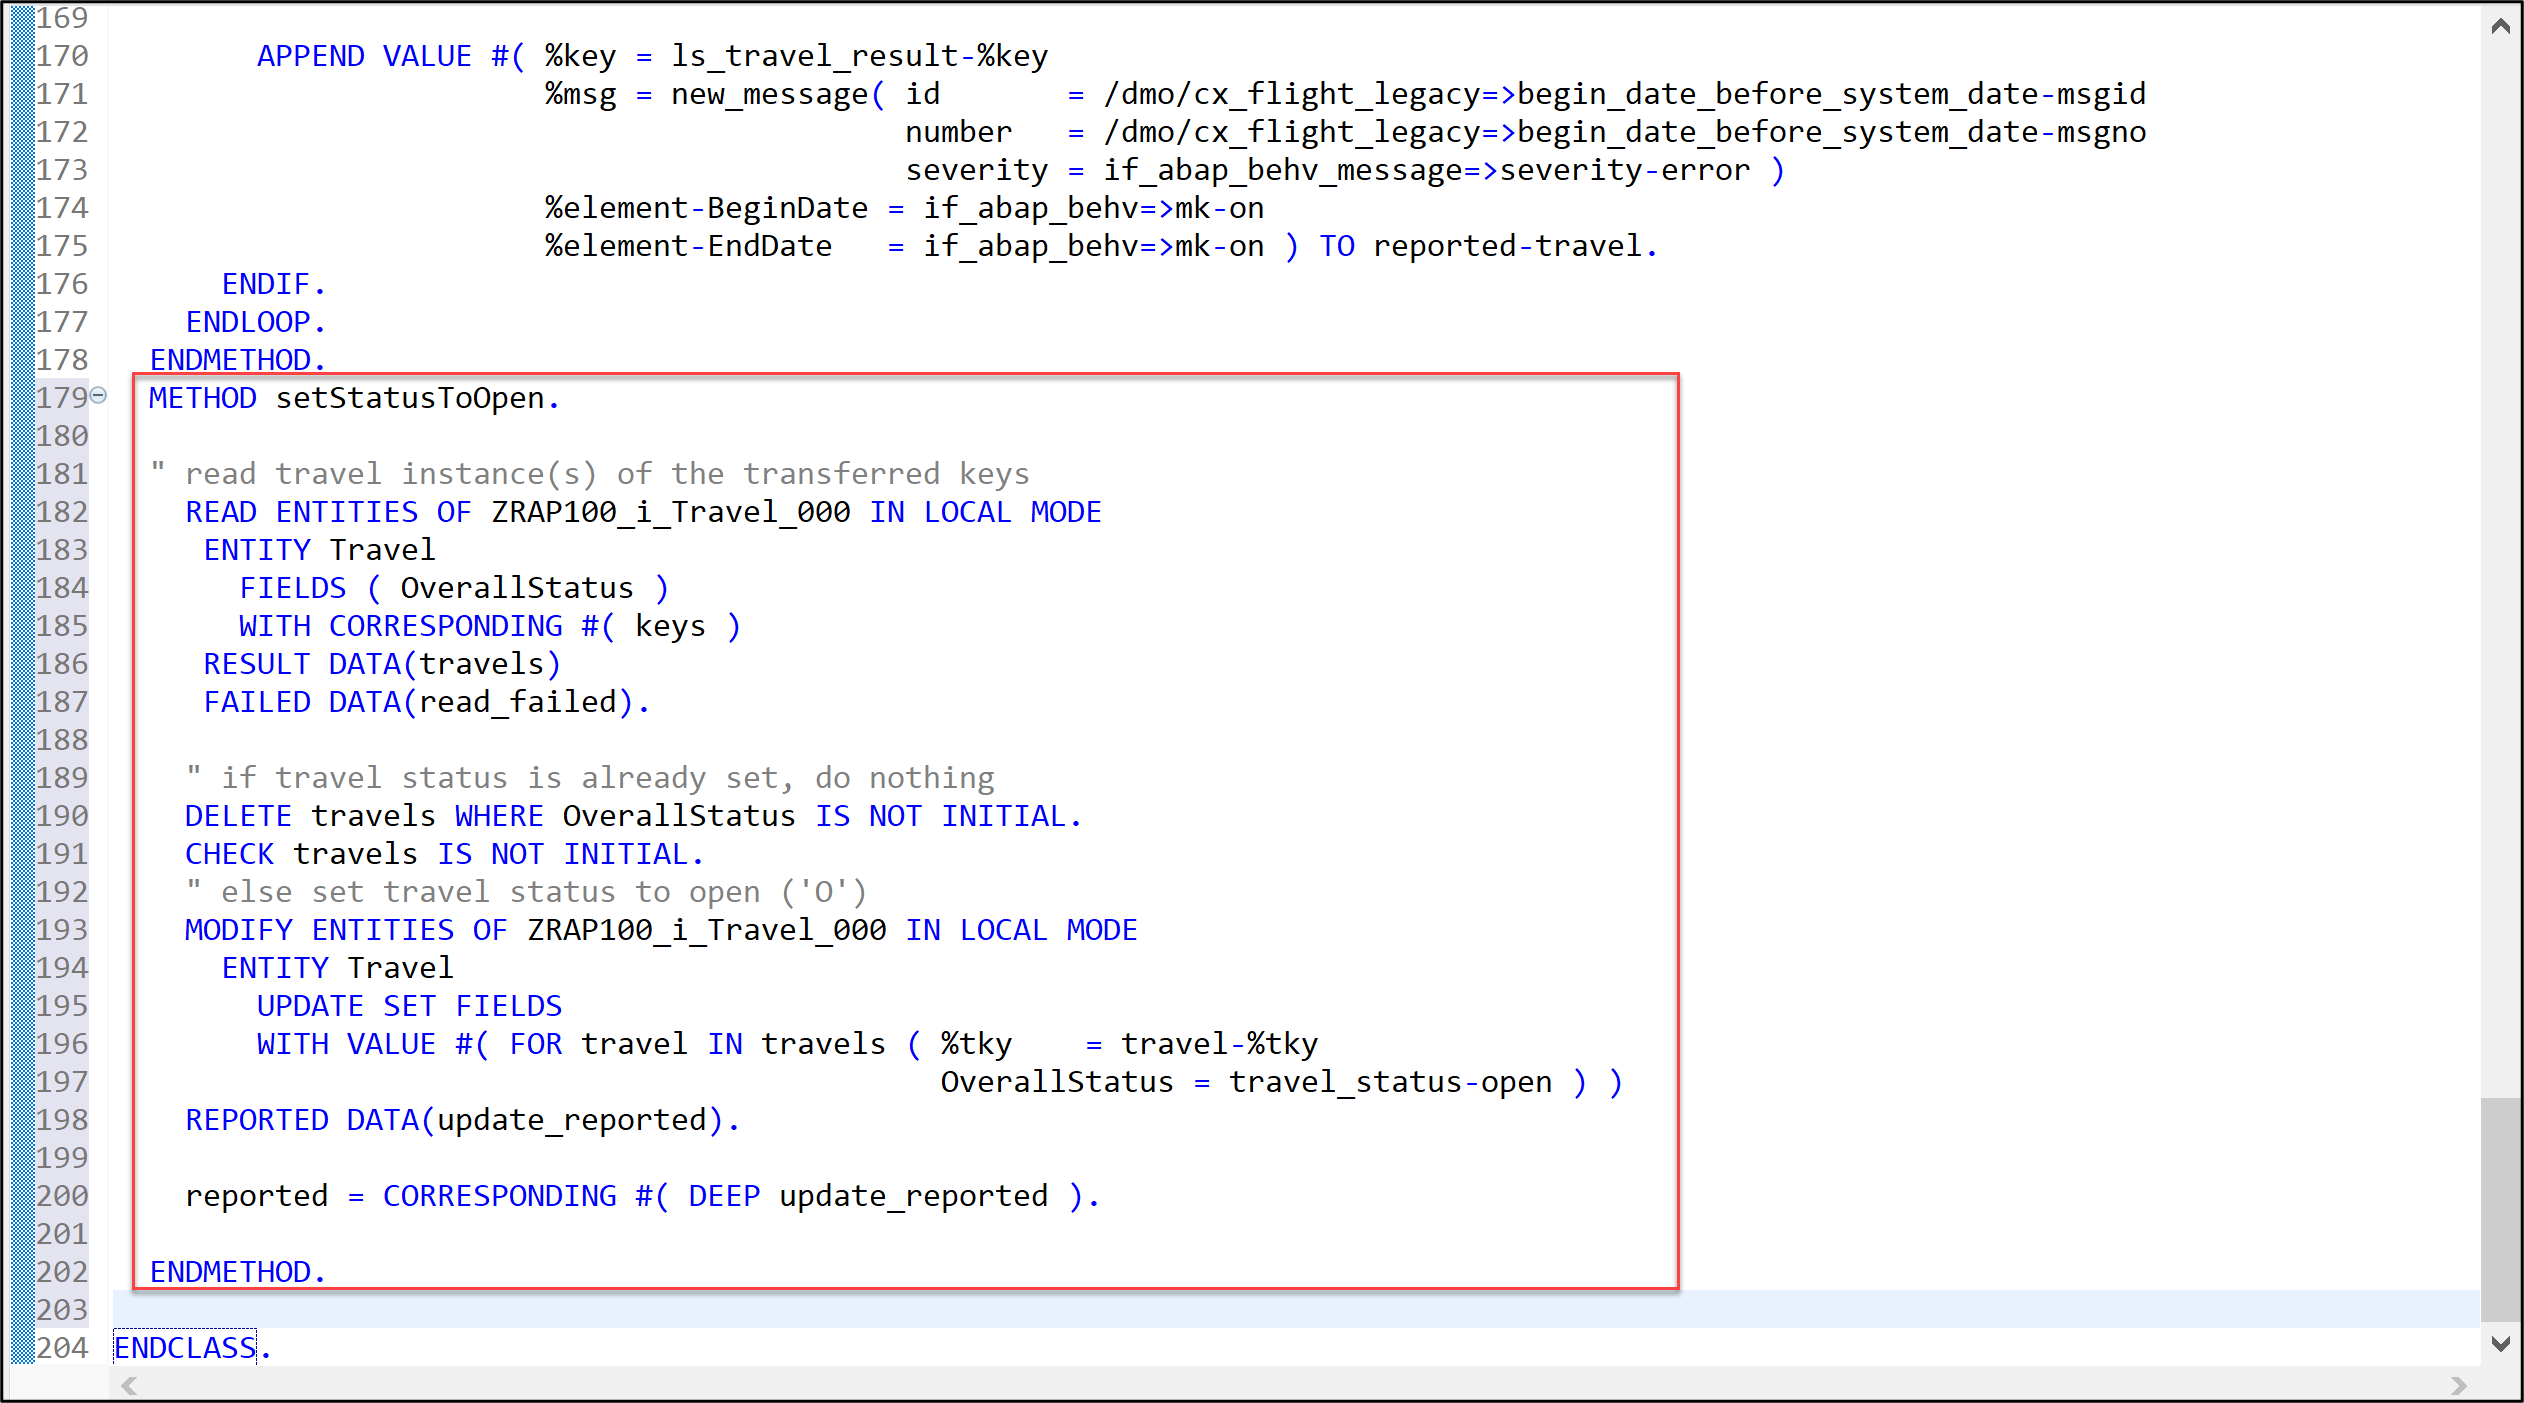 169
170        APPEND VALUE #( %key = ls_travel_result-%key
171                        %msg = new_message( id       = /dmo/cx_flight_legacy=>begin_date_before_system_date-msgid
172                                            number   = /dmo/cx_flight_legacy=>begin_date_before_system_date-msgno
173                                            severity = if_abap_behv_message=>severity-error )
174                        %element-BeginDate = if_abap_behv=>mk-on
175                        %element-EndDate   = if_abap_behv=>mk-on ) TO reported-travel.
176      ENDIF.
177    ENDLOOP.
178  ENDMETHOD.
179  METHOD setStatusToOpen.
180
181  " read travel instance(s) of the transferred keys
182    READ ENTITIES OF ZRAP100_i_Travel_000 IN LOCAL MODE
183     ENTITY Travel
184       FIELDS ( OverallStatus )
185       WITH CORRESPONDING #( keys )
186     RESULT DATA(travels)
187     FAILED DATA(read_failed).
188
189    " if travel status is already set, do nothing
190    DELETE travels WHERE OverallStatus IS NOT INITIAL.
191    CHECK travels IS NOT INITIAL.
192    " else set travel status to open ('O')
193    MODIFY ENTITIES OF ZRAP100_i_Travel_000 IN LOCAL MODE
194      ENTITY Travel
195        UPDATE SET FIELDS
196        WITH VALUE #( FOR travel IN travels ( %tky    = travel-%tky
197                                              OverallStatus = travel_status-open ) )
198    REPORTED DATA(update_reported).
199
200    reported = CORRESPONDING #( DEEP update_reported ).
201
202  ENDMETHOD.
203
204 ENDCLASS.